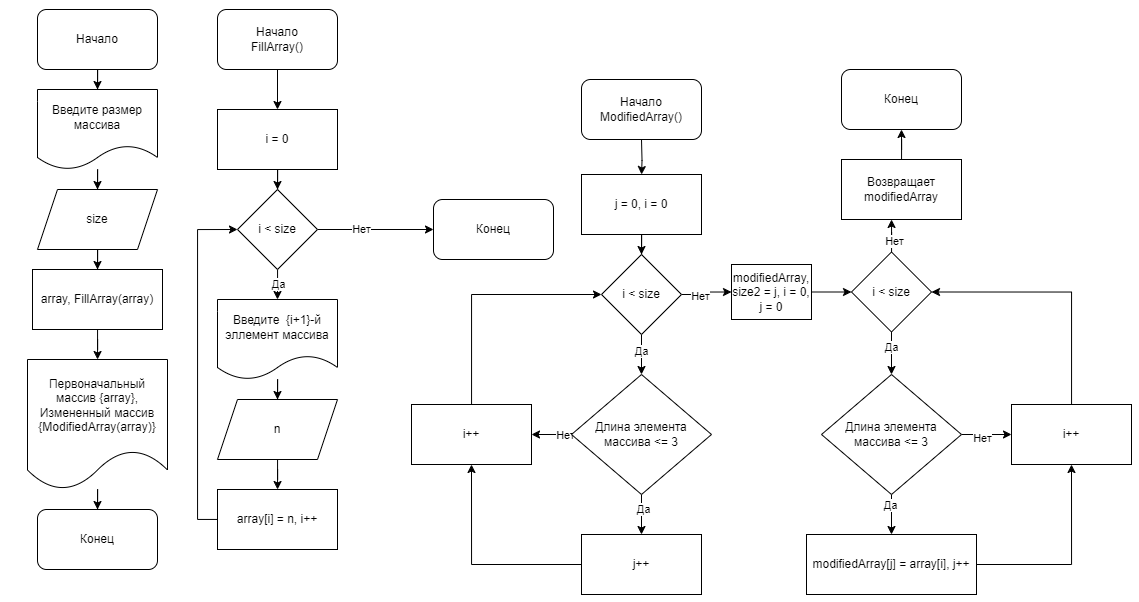 Начало
Введите размер
массива
size
array, FillArray(array)
Первоначальный
массив {array},
Измененный массив
{ModifiedArray(array)}
Конец
Начало
FillArray()
i = 0
i < size
Нет
Конец
Да
Введите {i+1}-й
эллемент массива
n
array[i] = n, i++
Начало
ModifiedArray()
j = 0, i = 0
i < size
Нет
Да
Длина элемента
массива <= 3
Нет
i++
Да
j++
modifiedArray,
size2 = j, i = 0,
j = 0
Конец
Возвращает
modifiedArray
Нет
i < size
Да
Длина элемента
массива <= 3
Нет
i++
Да
modifiedArray[j] = array[i], j++